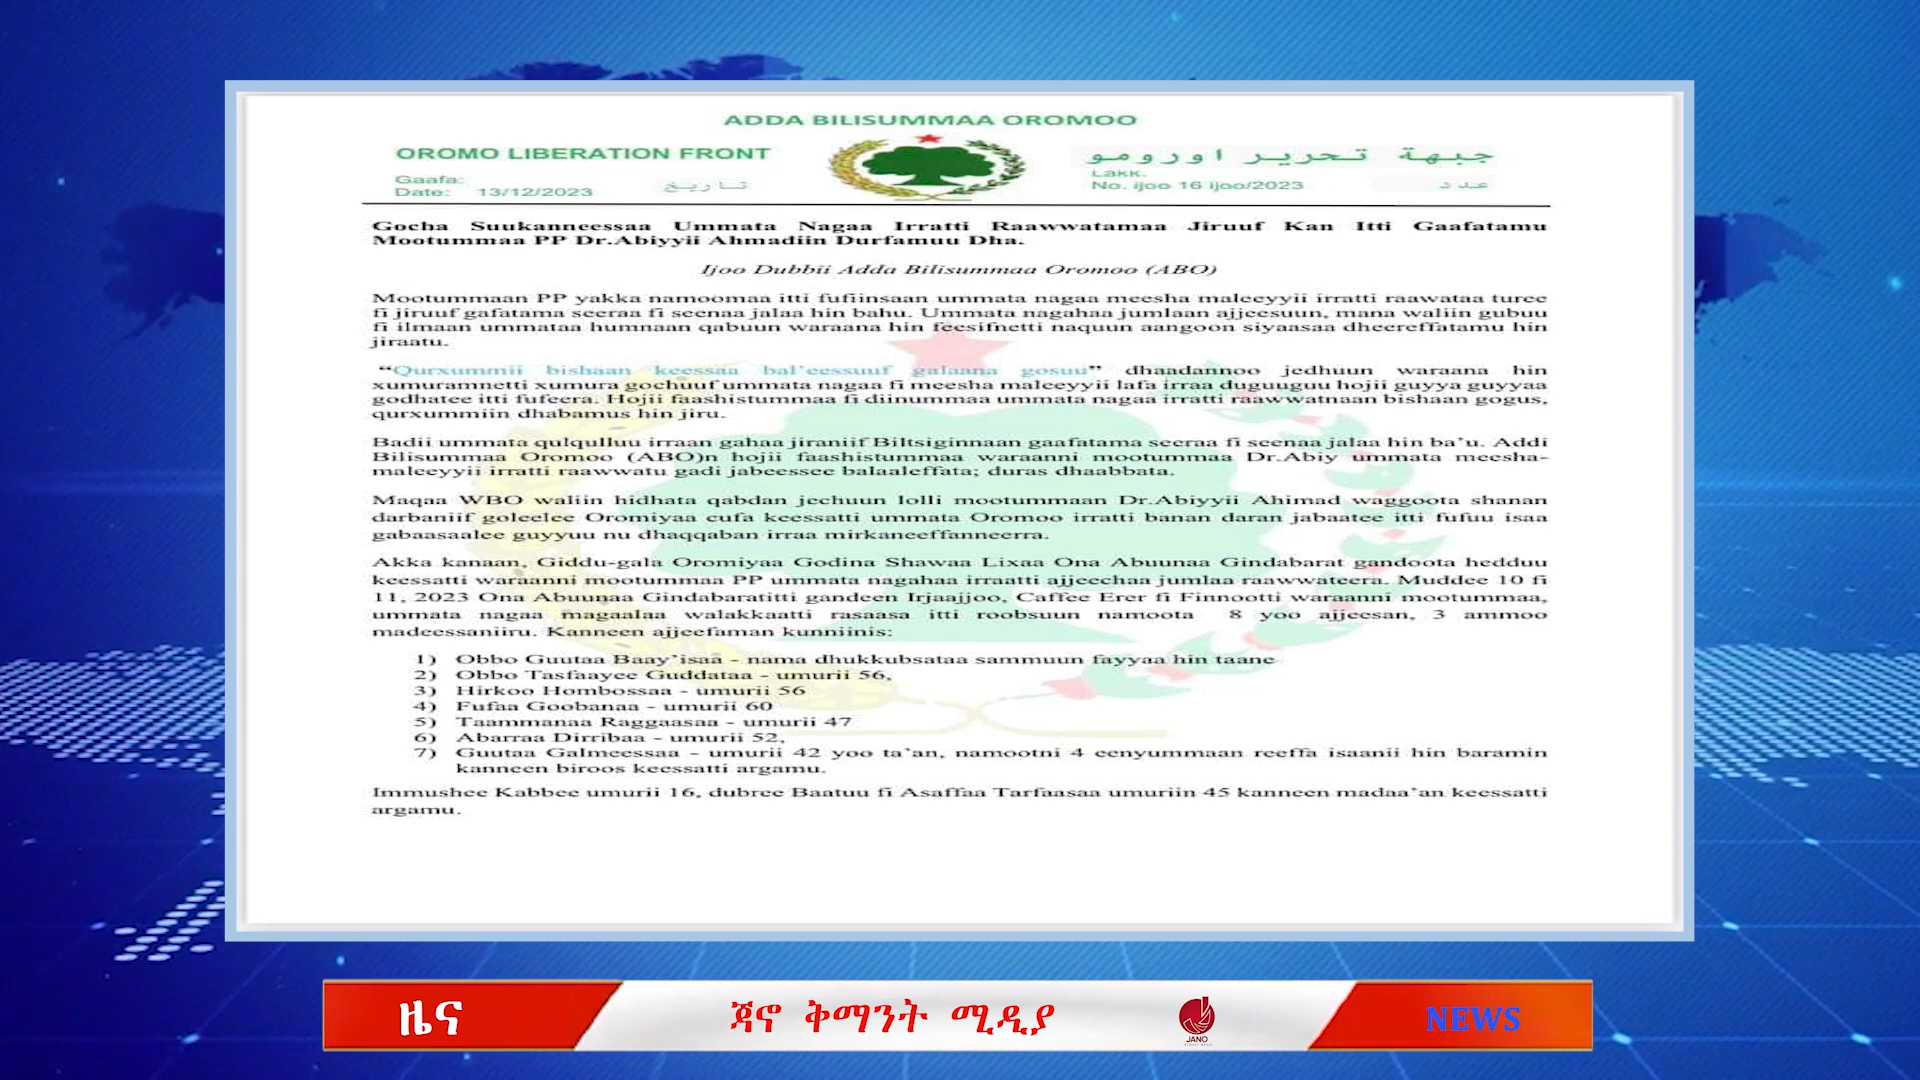 ADDA BILISUMMAA OROMOO
OROMO LIBERATION FRONT
جبهة تحرير اورومو
Gaafa:
Date: 13/12/2023
تاريخ
Lakk.
No. ijoo 16 ijoo/2023
عدد
Gocha Suukanneessaa Ummata Nagaa Irratti Raawwatamaa Jiruuf Kan Itti Gaafatamu
Mootummaa PP Dr.Abiyyii Ahmadiin Durfamuu Dha.
Ijoo Dubbii Adda Bilisummaa Oromoo (ABO)
Mootummaan PP yakka namoomaa itti fufiinsaan ummata nagaa meesha maleeyyii irratti raawataa turee
fi jiruuf gafatama seeraa fi seenaa jalaa hin bahu. Ummata nagahaa jumlaan ajjeesuun, mana waliin gubuu
fi ilmaan ummataa humnaan qabuun waraana hin feesifnetti naquun aangoon siyaasaa dheereffatamu hin
jiraatu.
“Qurxummii bishaan keessaa bal’eessuuf galaana gosuu” dhaadannoo jedhuun waraana hin
xumuramnetti xumura gochuuf ummata nagaa fi meesha maleeyyii lafa irraa duguuguu hojii guyya guyyaa
godhatee itti fufeera. Hojii faashistummaa fi diinummaa ummata nagaa irratti raawwatnaan bishaan gogus,
qurxummiin dhabamus hin jiru.
Badii ummata qulqulluu irraan gahaa jiraniif Biltsiginnaan gaafatama seeraa fi seenaa jalaa hin ba’u. Addi
Bilisummaa Oromoo (ABO)n hojii faashistummaa waraanni mootummaa Dr.Abiy ummata meesha-
maleeyyii irratti raawwatu gadi jabeessee balaaleffata; duras dhaabbata.
Maqaa WBO waliin hidhata qabdan jechuun lolli mootummaan Dr.Abiyyii Ahimad waggoota shanan
darbaniif goleelee Oromiyaa cufa keessatti ummata Oromoo irratti banan daran jabaatee itti fufuu isaa
gabaasaalee guyyuu nu dhaqqaban irraa mirkaneeffanneerra.
Akka kanaan, Giddu-gala Oromiyaa Godina Shawaa Lixaa Ona Abuunaa Gindabarat gandoota hedduu
keessatti waraanni mootummaa PP ummata nagahaa irraatti ajjeechaa jumlaa raawwateera. Muddee 10 fi
11, 2023 Ona Abuunaa Gindabaratitti gandeen Irjaajjoo, Caffee Erer fi Finnootti waraanni mootummaa,
ummata nagaa magaalaa walakkaatti rasaasa itti roobsuun namoota 8 yoo ajjeesan, 3 ammoo
madeessaniiru. Kanneen ajjeefaman kunniinis:
1) Obbo Guutaa Baay’isaa - nama dhukkubsataa sammuun fayyaa hin taane
2) Obbo Tasfaayee Guddataa - umurii 56,
3) Hirkoo Hombossaa - umurii 56
4) Fufaa Goobanaa - umurii 60
5) Taammanaa Raggaasaa - umurii 47
6) Abarraa Dirribaa - umurii 52,
7) Guutaa Galmeessaa - umurii 42 yoo ta’an, namootni 4 eenyummaan reeffa isaanii hin baramin
kanneen biroos keessatti argamu.
Immushee Kabbee umurii 16, dubree Baatuu fi Asaffaa Tarfaasaa umuriin 45 kanneen madaa’an keessatti
argamu.
ዜና
ጃኖ ቅማንት ሚዲያ
JANO
NEWS